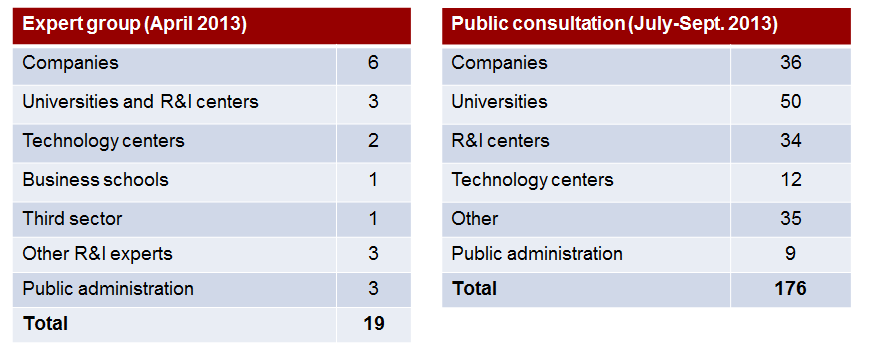 Expert group (April 2013)
Companies 6
Universities and R&I centers 3
Technology centers 2
Business schools 1
Third sector 1
Other R&I experts 3
Public administration 3
Total 19
Public consultation (July-Sept. 2013)
Companies 36
Universities 50
R&I centers 34
Technology centers 12
Other 35
Public administration 9
Total 176